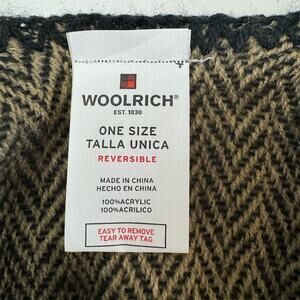 WOOLRICH®
EST. 1830
ONE SIZE
TALLA UNICA
REVERSIBLE
MADE IN CHINA
HECHO EN CHINA
100%ACRYLIC
100%ACRILICO
EASY TO REMOVE
TEAR AWAY TAG